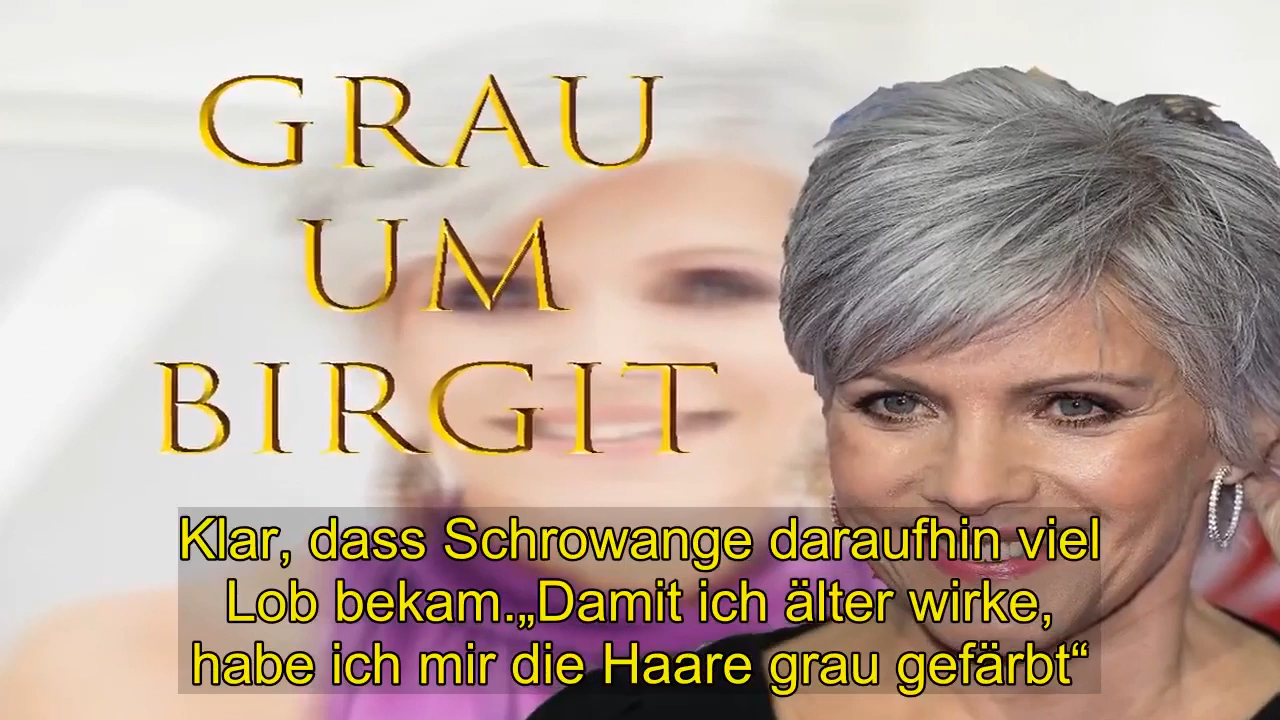 GRAU
UM
BIRGIT
Klar, dass Schrowange daraufhin viel
Lob bekam.„Damit ich älter wirke,
habe ich mir die Haare grau gefärbt“